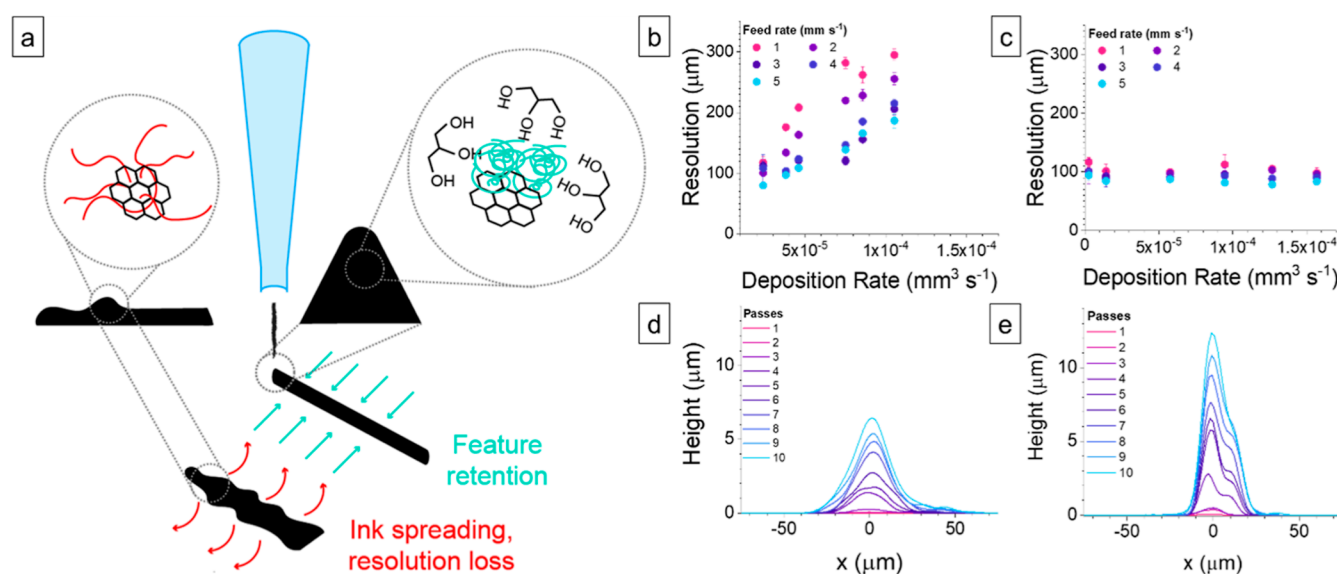 a
HO
OH
HO
HO
OH
OH
HO
OH
HO
HO
HO
HO
Feature
retention
Ink spreading,
resolution loss
b
Feed rate (mm s⁻¹)
1 2
3 4
5
300
200
100
0
Resolution (μm)
5x10⁻⁵ 1x10⁻⁴ 1.5x10⁻⁴
Deposition Rate (mm³ s⁻¹)
c
Feed rate (mm s⁻¹)
1 2
3 4
5
300
200
100
0
Resolution (μm)
0 5x10⁻⁵ 1x10⁻⁴ 1.5x10⁻⁴
Deposition Rate (mm³ s⁻¹)
d
Passes
1
2
3
4
5
6
7
8
9
10
10
5
0
Height (μm)
-50 0 50
x (μm)
e
Passes
1
2
3
4
5
6
7
8
9
10
10
5
0
Height (μm)
-50 0 50
x (μm)